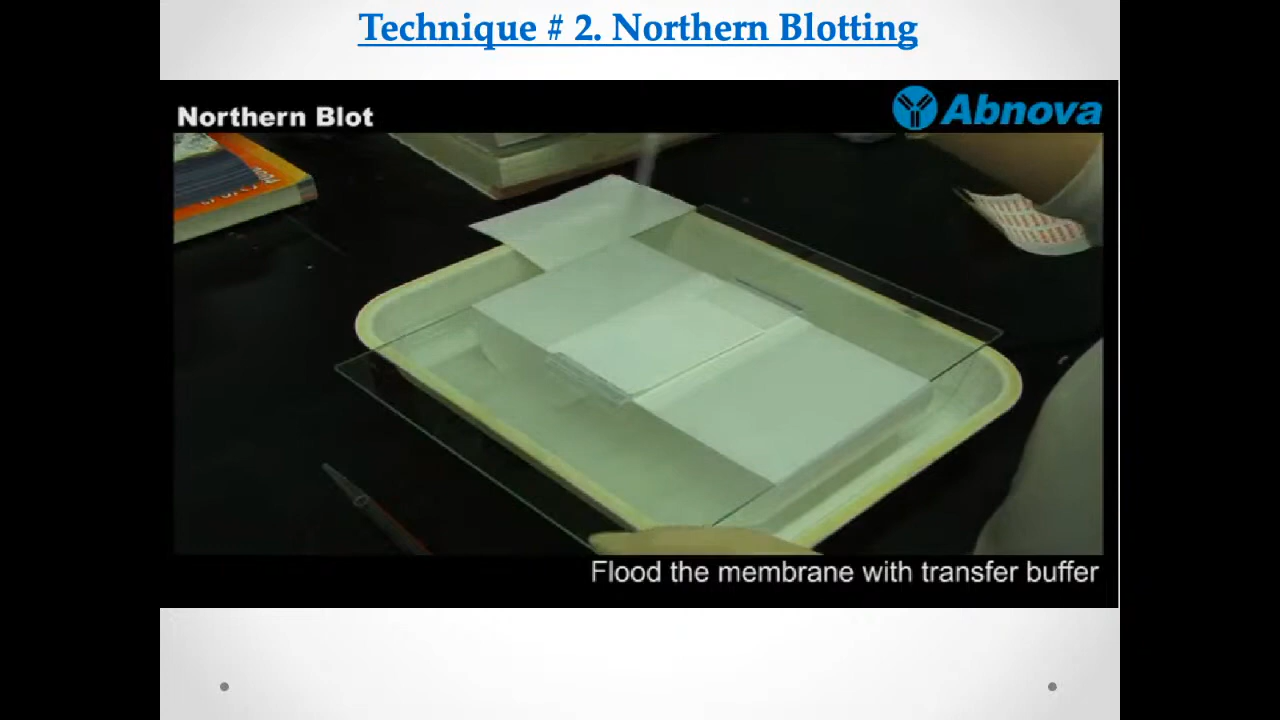 Technique # 2. Northern Blotting
Northern Blot
Abnova
Flood the membrane with transfer buffer